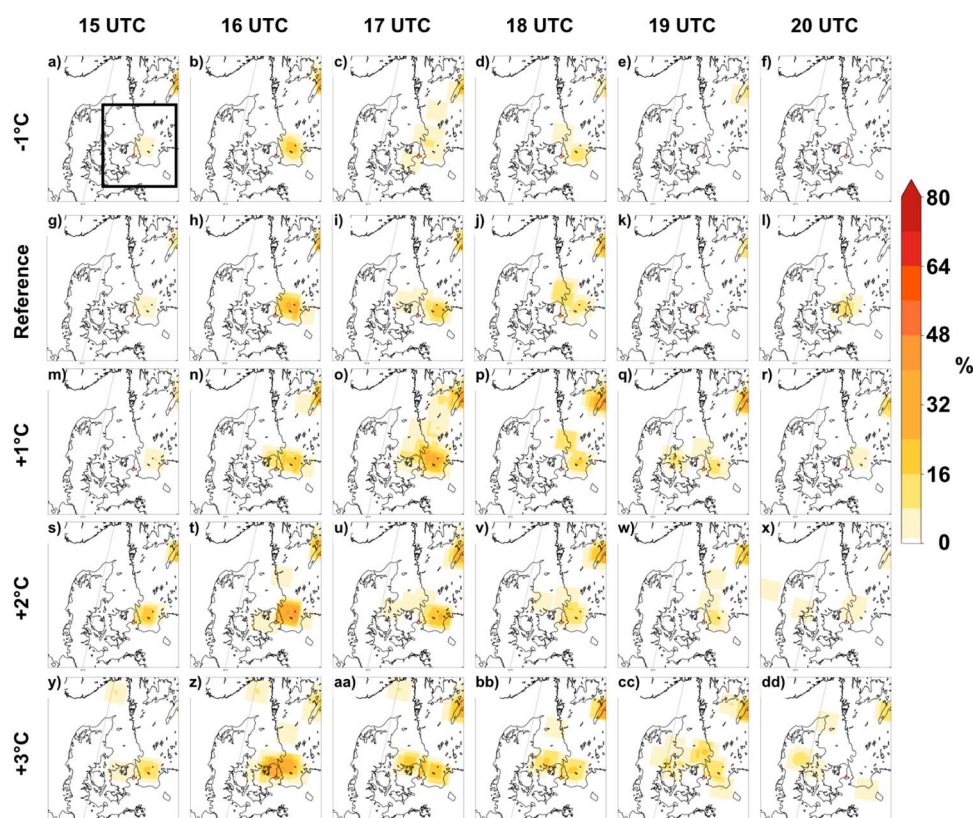 15 UTC 16 UTC 17 UTC 18 UTC 19 UTC 20 UTC
a) b) c) d) e) f)
-1°C
g) h) i) j) k) l)
Reference
m) n) o) p) q) r)
+1°C
s) t) u) v) w) x)
+2°C
y) z) aa) bb) cc) dd)
+3°C
80
64
48
%
32
16
0